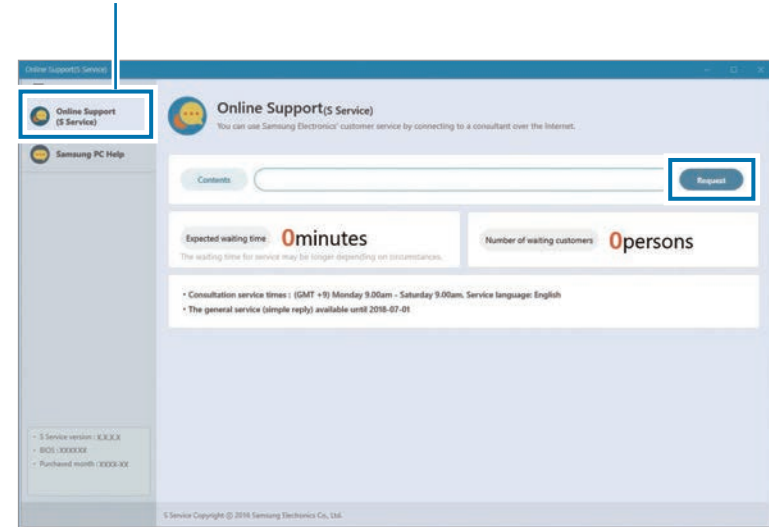 Online Support(S Service)
Online Support
(S Service)
Samsung PC Help
Online Support(S Service)
You can use Samsung Electronics' customer service by connecting to a consultant over the Internet.
Contents
Request
Expected waiting time 0minutes
The waiting time for service may be longer depending on circumstances.
Number of waiting customers 0persons
• Consultation service times : (GMT +9) Monday 9.00am - Saturday 9.00am. Service language: English
• The general service (simple reply) available until 2018-07-01
- S Service version : X.X.X.X
- BIOS : XXXXXX
- Purchased month : XXXX-XX
S Service Copyright © 2016 Samsung Electronics Co., Ltd.